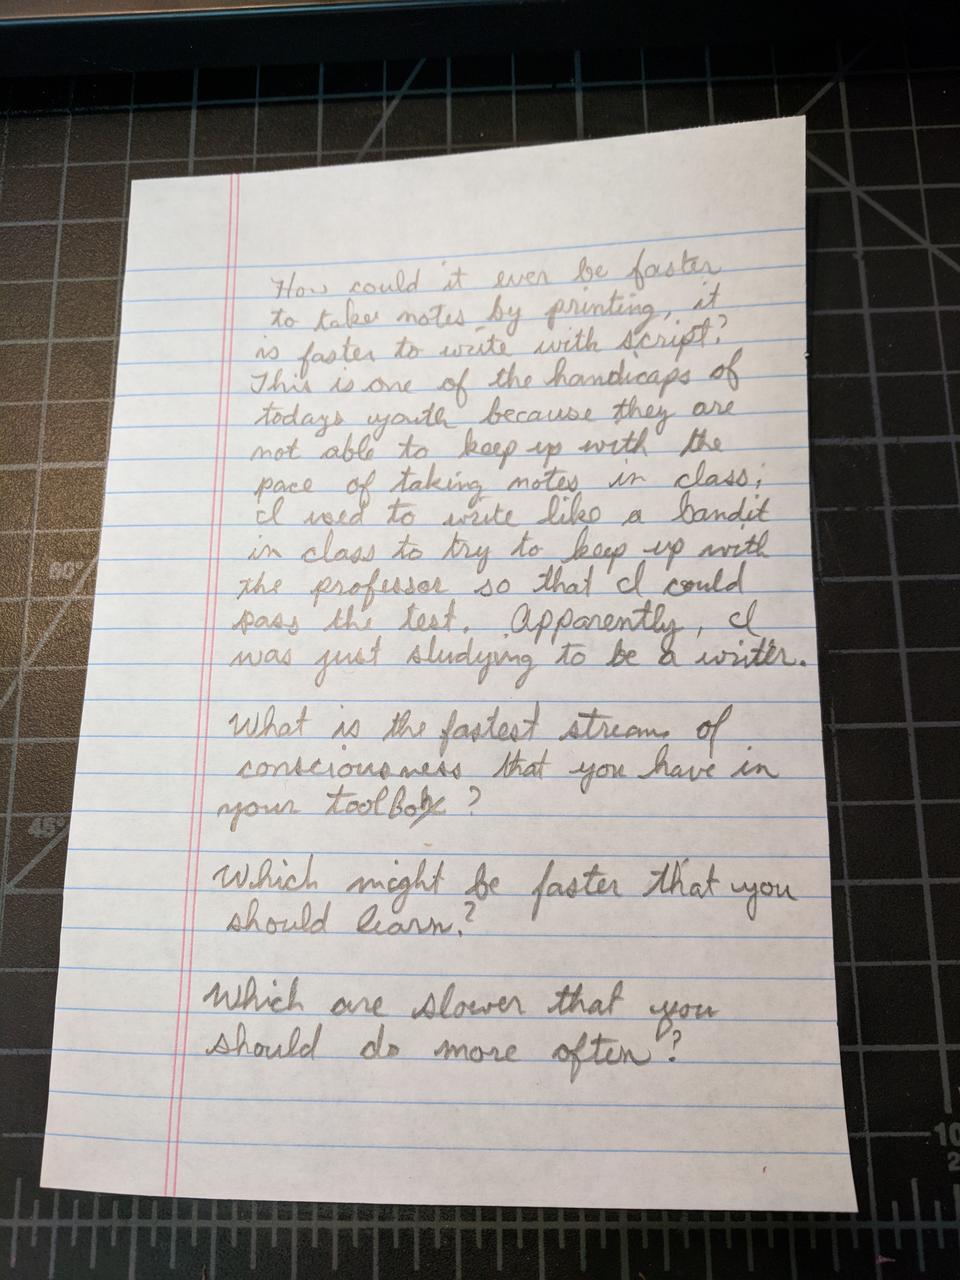 How could it ever be faster
to take notes by printing, it
is faster to write with script?
This is one of the handicaps of
todays youth because they are
not able to keep up with the
pace of taking notes in class;
I used to write like a bandit
in class to try to keep up with
the professor so that I could
pass the test. Apparently, I
was just studying to be a writer.
What is the fastest stream of
consciousness that you have in
your toolbox?
Which might be faster that you
should learn?
Which are slower that you
should do more often?
90°
45°